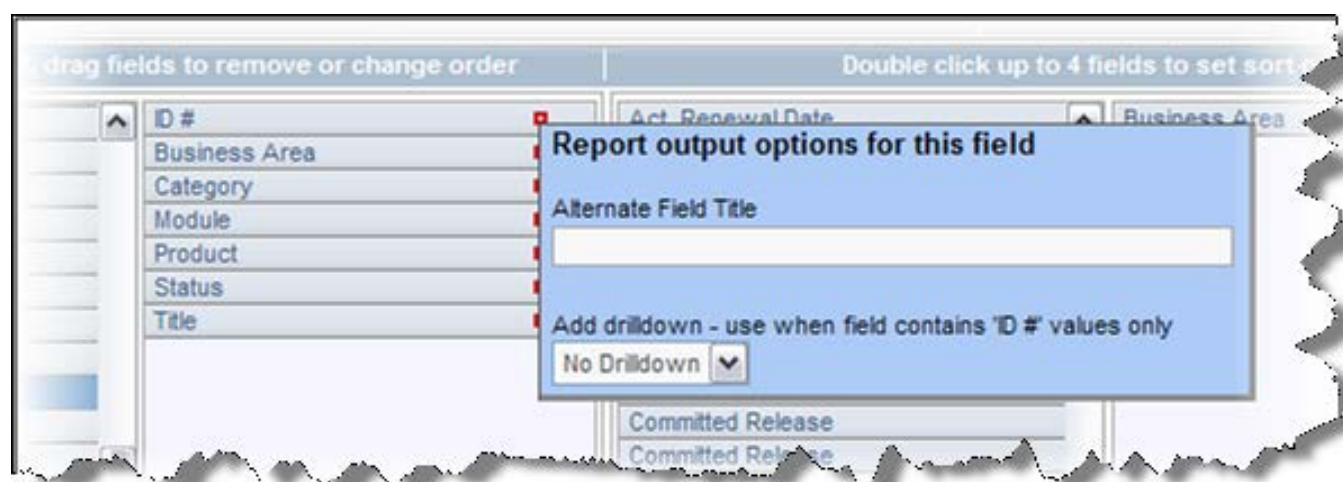 drag fields to remove or change order
Double click up to 4 fields to set sort
ID #
Act. Renewal Date
Business Area
Business Area
Report output options for this field
Category
Alternate Field Title
Module
Product
Status
Title
Add drilldown - use when field contains 'ID #' values only
No Drilldown
Committed Release
Committed Release